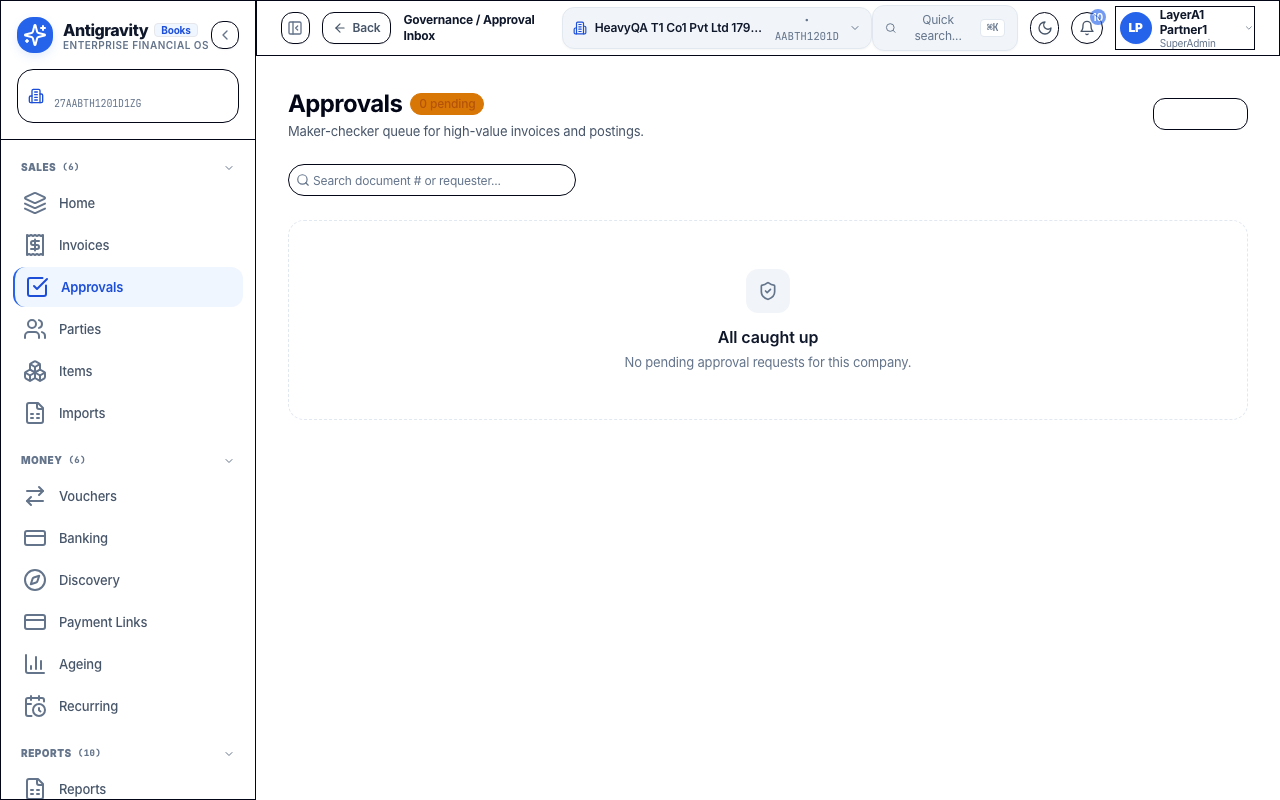 Antigravity Books
ENTERPRISE FINANCIAL OS
27AABTH1201D1ZG
SALES (6)
Home
Invoices
Approvals
Parties
Items
Imports
MONEY (6)
Vouchers
Banking
Discovery
Payment Links
Ageing
Recurring
REPORTS (10)
Reports
Back
Governance / Approval
Inbox
HeavyQA T1 Co1 Pvt Ltd 179...
· AABTH1201D
Quick
search...
⌘K
10
LP
LayerA1
Partner1
SuperAdmin
Approvals
0 pending
Maker-checker queue for high-value invoices and postings.
Search document # or requester...
All caught up
No pending approval requests for this company.